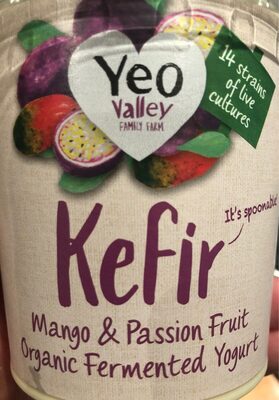 Yeo
Valley
FAMILY FARM
14 strains
of live
cultures
Kefir
It's spoonable
Mango & Passion Fruit
Organic Fermented Yogurt